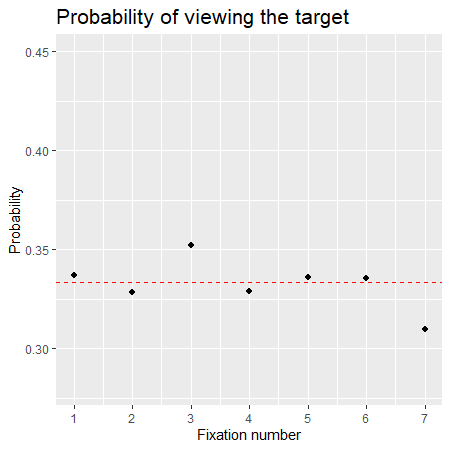 Probability of viewing the target
0.45
0.40
0.35
0.30
Probability
1 2 3 4 5 6 7
Fixation number